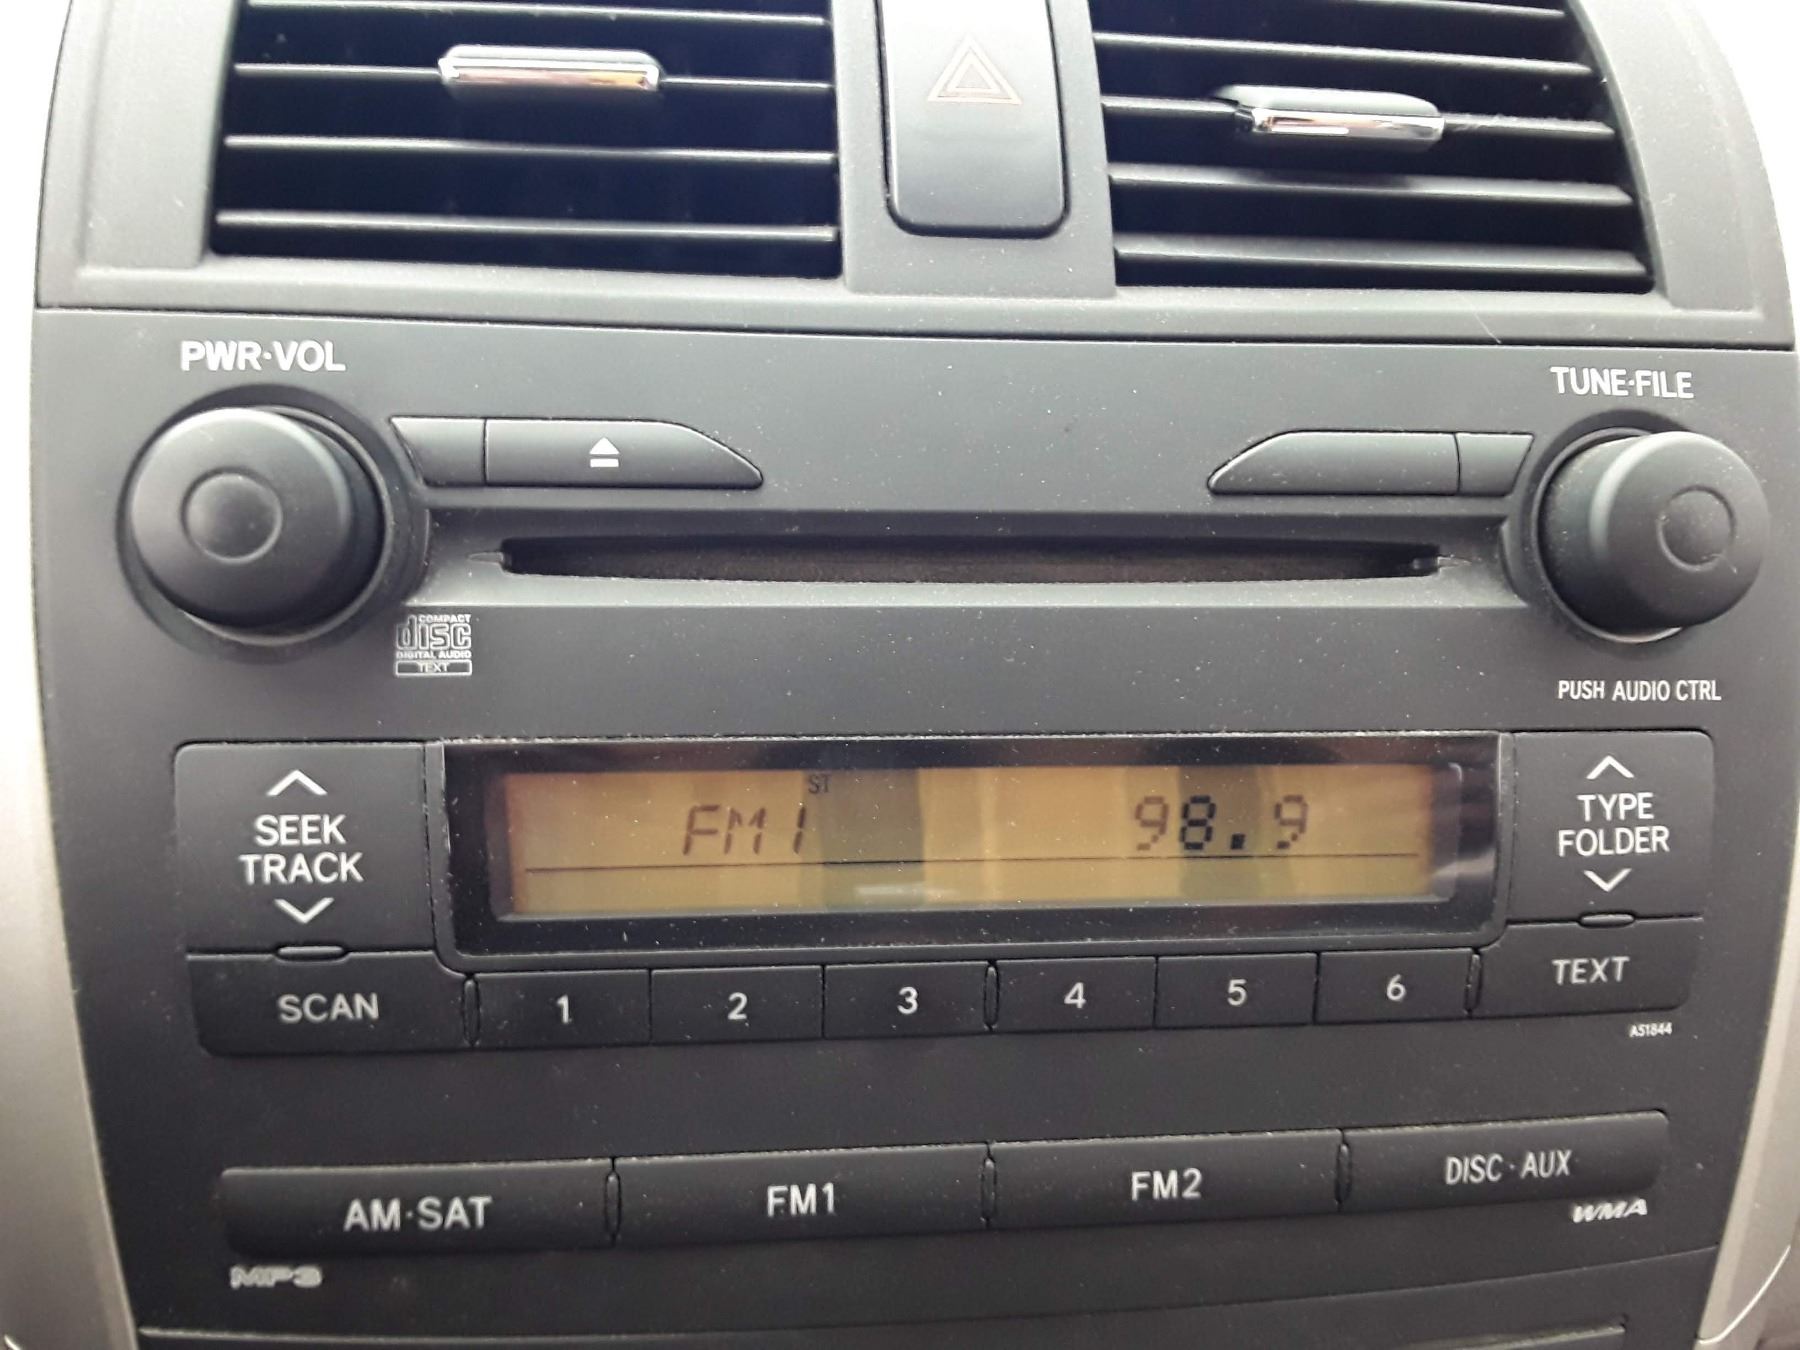 PWR·VOL
TUNE·FILE
COMPACT
disc
DIGITAL AUDIO
TEXT
PUSH AUDIO CTRL
SEEK
TRACK
ST
FM1 98.9
TYPE
FOLDER
SCAN 1 2 3 4 5 6 TEXT
A51844
AM·SAT FM1 FM2 DISC·AUX
WMA
MP3